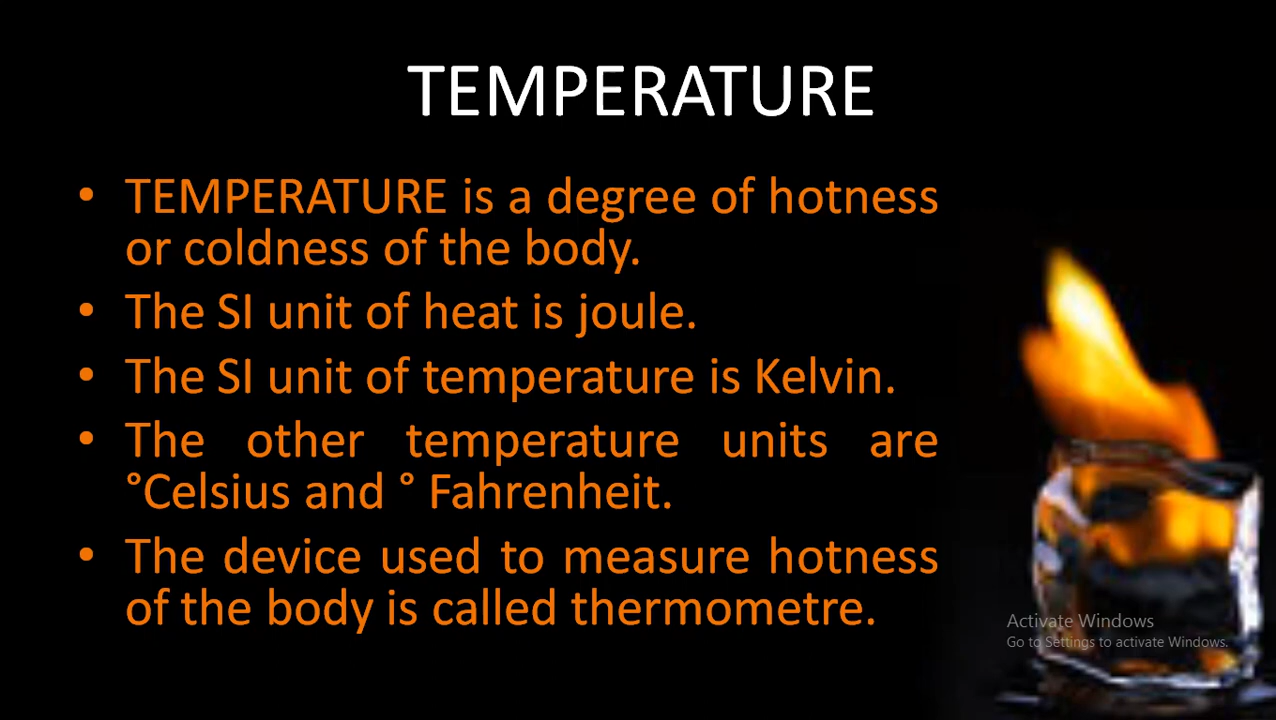 TEMPERATURE
• TEMPERATURE is a degree of hotness
or coldness of the body.
• The SI unit of heat is joule.
• The SI unit of temperature is Kelvin.
• The other temperature units are
°Celsius and ° Fahrenheit.
• The device used to measure hotness
of the body is called thermometre.
Activate Windows
Go to Settings to activate Windows.